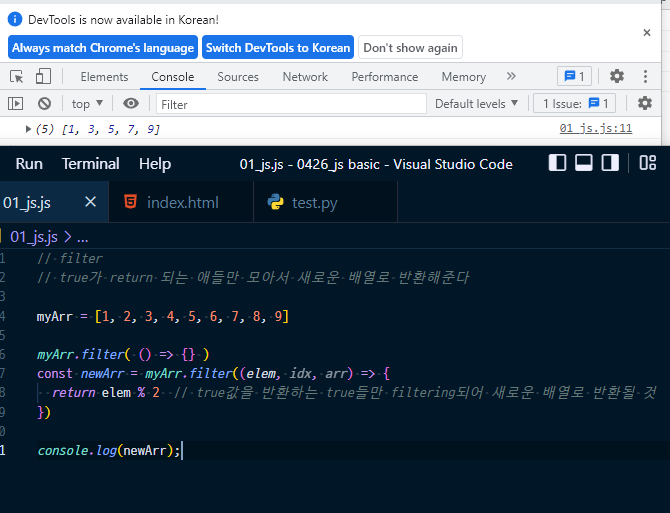 DevTools is now available in Korean!
Always match Chrome's language Switch DevTools to Korean Don't show again
Elements Console Sources Network Performance Memory 1
top Filter Default levels 1 Issue: 1
(5) [1, 3, 5, 7, 9] 01_js.js:11
Run Terminal Help 01_js.js - 0426_js basic - Visual Studio Code
01_js.js index.html test.py
01_js.js > ...
1 // filter
2 // true가 return 되는 애들만 모아서 새로운 배열로 반환해준다
3
4 myArr = [1, 2, 3, 4, 5, 6, 7, 8, 9]
5
6 myArr.filter( () => {} )
7 const newArr = myArr.filter((elem, idx, arr) => {
8 return elem % 2 // true값을 반환하는 true들만 filtering되어 새로운 배열로 반환될 것
9 })
0
1 console.log(newArr);